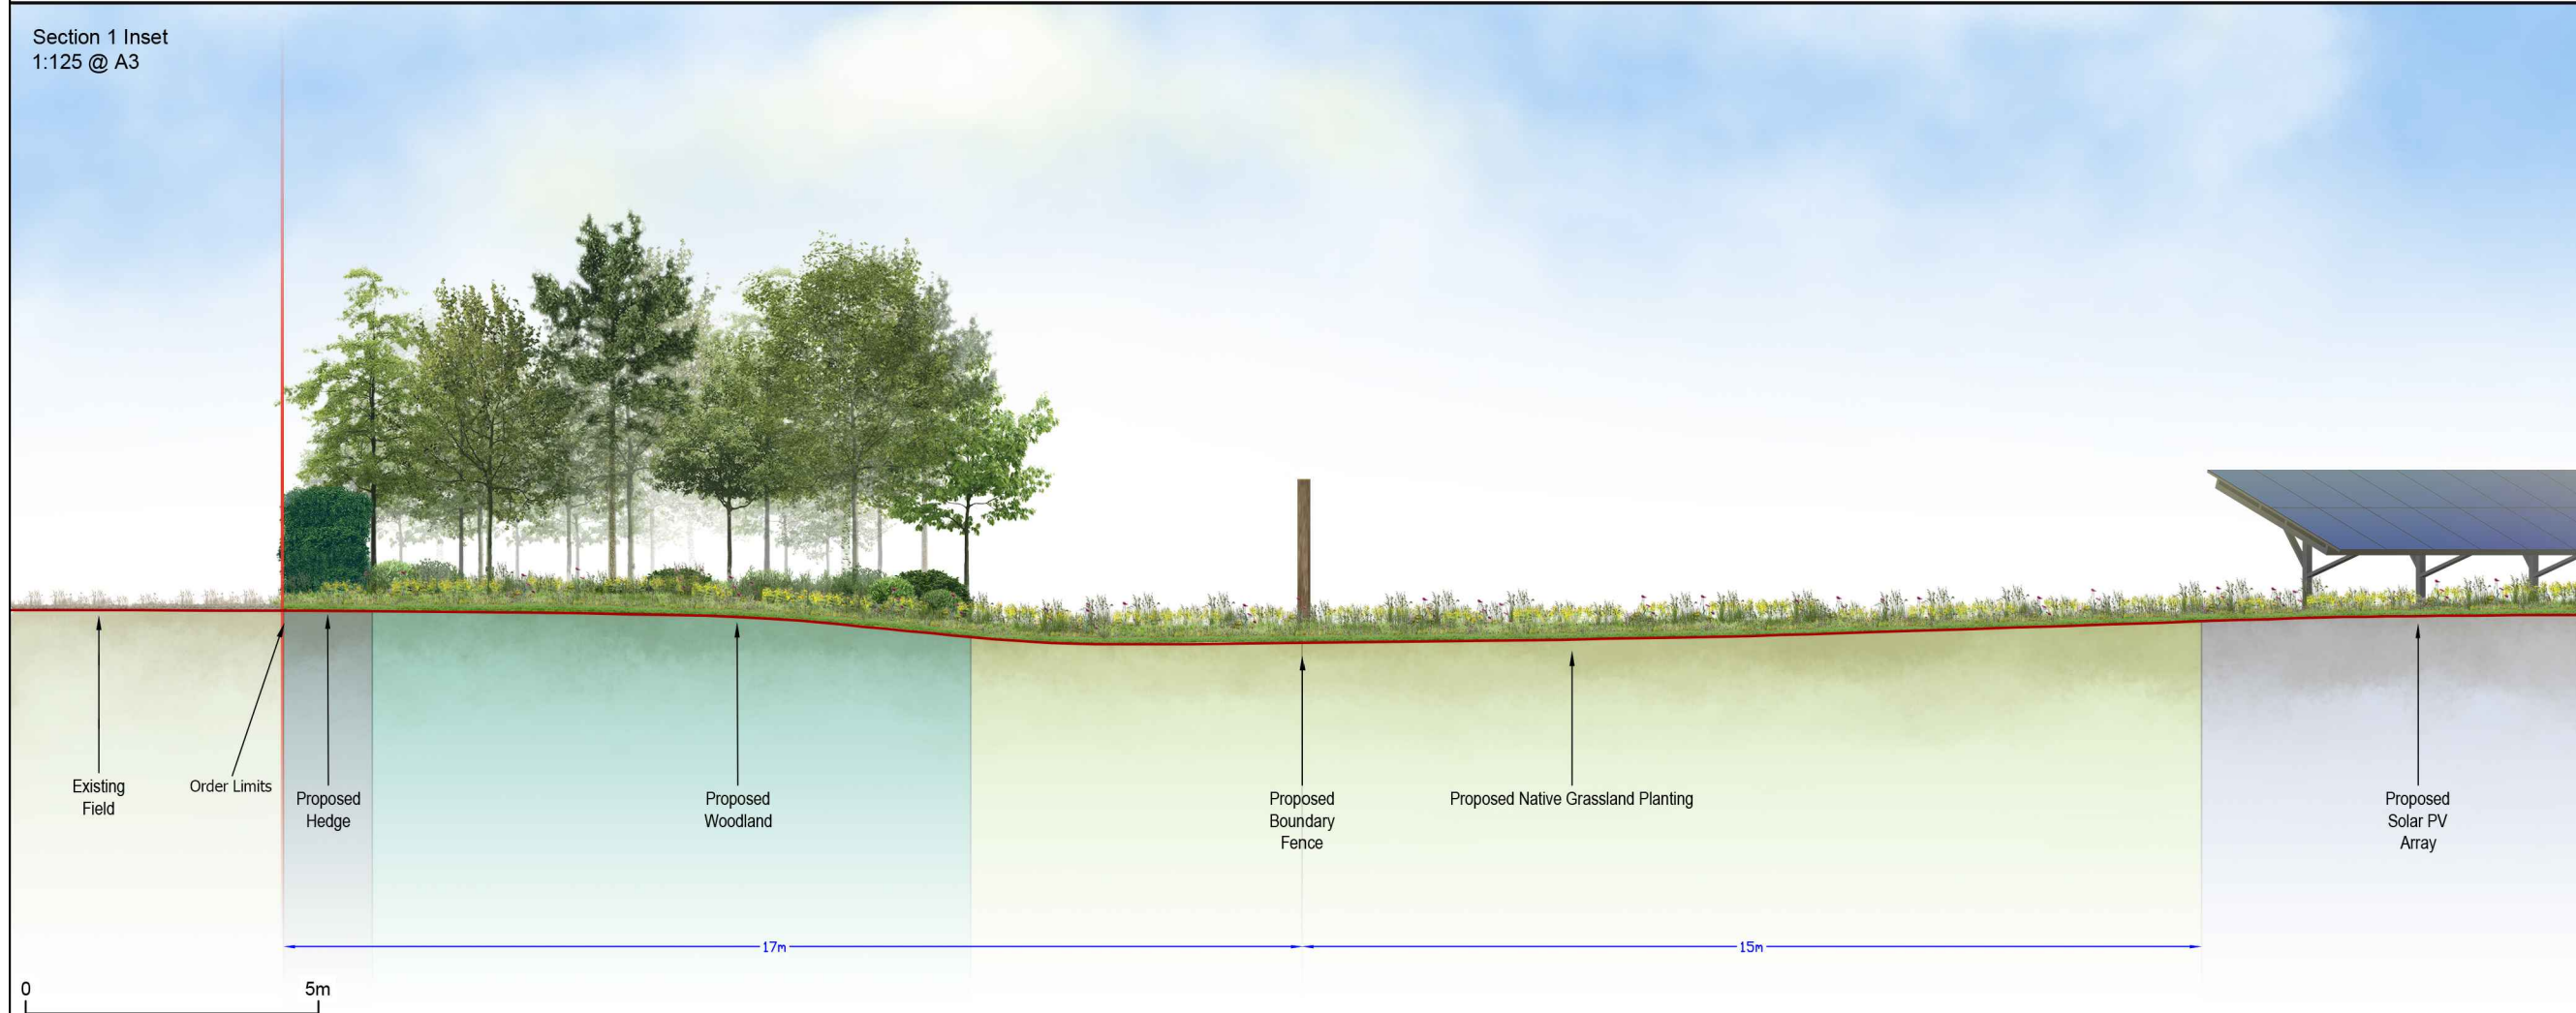 Section 1 Inset
1:125 @ A3
Existing
Field
Order Limits
Proposed
Hedge
Proposed
Woodland
Proposed
Boundary
Fence
Proposed Native Grassland Planting
Proposed
Solar PV
Array
17m
15m
0
5m